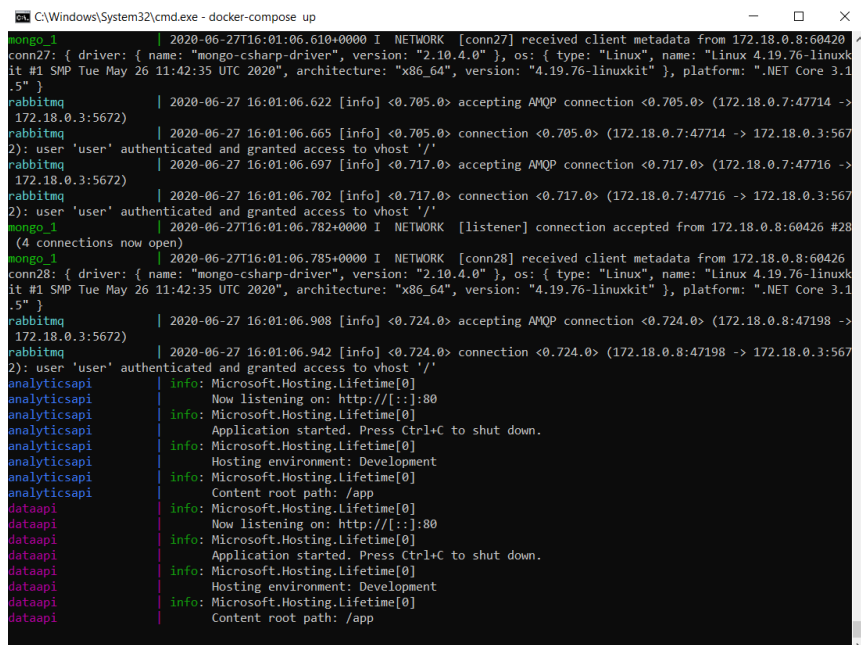 C:\Windows\System32\cmd.exe - docker-compose up
mongo_1 | 2020-06-27T16:01:06.610+0000 I NETWORK [conn27] received client metadata from 172.18.0.8:60420
conn27: { driver: { name: "mongo-csharp-driver", version: "2.10.4.0" }, os: { type: "Linux", name: "Linux 4.19.76-linuxk
it #1 SMP Tue May 26 11:42:35 UTC 2020", architecture: "x86_64", version: "4.19.76-linuxkit" }, platform: ".NET Core 3.1
.5" }
rabbitmq | 2020-06-27 16:01:06.622 [info] <0.705.0> accepting AMQP connection <0.705.0> (172.18.0.7:47714 ->
172.18.0.3:5672)
rabbitmq | 2020-06-27 16:01:06.665 [info] <0.705.0> connection <0.705.0> (172.18.0.7:47714 -> 172.18.0.3:567
2): user 'user' authenticated and granted access to vhost '/'
rabbitmq | 2020-06-27 16:01:06.697 [info] <0.717.0> accepting AMQP connection <0.717.0> (172.18.0.7:47716 ->
172.18.0.3:5672)
rabbitmq | 2020-06-27 16:01:06.702 [info] <0.717.0> connection <0.717.0> (172.18.0.7:47716 -> 172.18.0.3:567
2): user 'user' authenticated and granted access to vhost '/'
mongo_1 | 2020-06-27T16:01:06.782+0000 I NETWORK [listener] connection accepted from 172.18.0.8:60426 #28
(4 connections now open)
mongo_1 | 2020-06-27T16:01:06.785+0000 I NETWORK [conn28] received client metadata from 172.18.0.8:60426
conn28: { driver: { name: "mongo-csharp-driver", version: "2.10.4.0" }, os: { type: "Linux", name: "Linux 4.19.76-linuxk
it #1 SMP Tue May 26 11:42:35 UTC 2020", architecture: "x86_64", version: "4.19.76-linuxkit" }, platform: ".NET Core 3.1
.5" }
rabbitmq | 2020-06-27 16:01:06.908 [info] <0.724.0> accepting AMQP connection <0.724.0> (172.18.0.8:47198 ->
172.18.0.3:5672)
rabbitmq | 2020-06-27 16:01:06.942 [info] <0.724.0> connection <0.724.0> (172.18.0.8:47198 -> 172.18.0.3:567
2): user 'user' authenticated and granted access to vhost '/'
analyticsapi | info: Microsoft.Hosting.Lifetime[0]
analyticsapi | Now listening on: http://[::]:80
analyticsapi | info: Microsoft.Hosting.Lifetime[0]
analyticsapi | Application started. Press Ctrl+C to shut down.
analyticsapi | info: Microsoft.Hosting.Lifetime[0]
analyticsapi | Hosting environment: Development
analyticsapi | info: Microsoft.Hosting.Lifetime[0]
analyticsapi | Content root path: /app
dataapi | info: Microsoft.Hosting.Lifetime[0]
dataapi | Now listening on: http://[::]:80
dataapi | info: Microsoft.Hosting.Lifetime[0]
dataapi | Application started. Press Ctrl+C to shut down.
dataapi | info: Microsoft.Hosting.Lifetime[0]
dataapi | Hosting environment: Development
dataapi | info: Microsoft.Hosting.Lifetime[0]
dataapi | Content root path: /app